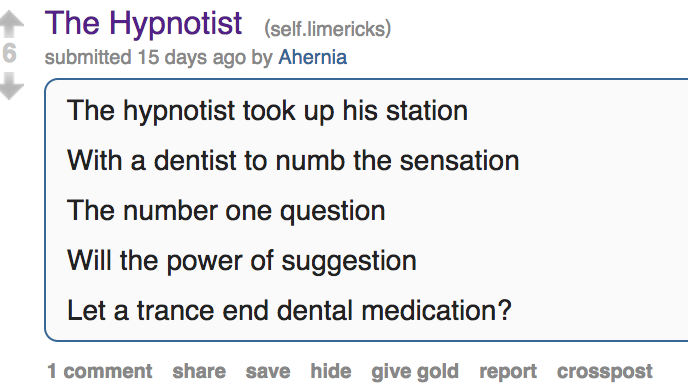 The Hypnotist (self.limericks)
6
submitted 15 days ago by Ahernia
The hypnotist took up his station
With a dentist to numb the sensation
The number one question
Will the power of suggestion
Let a trance end dental medication?
1 comment share save hide give gold report crosspost